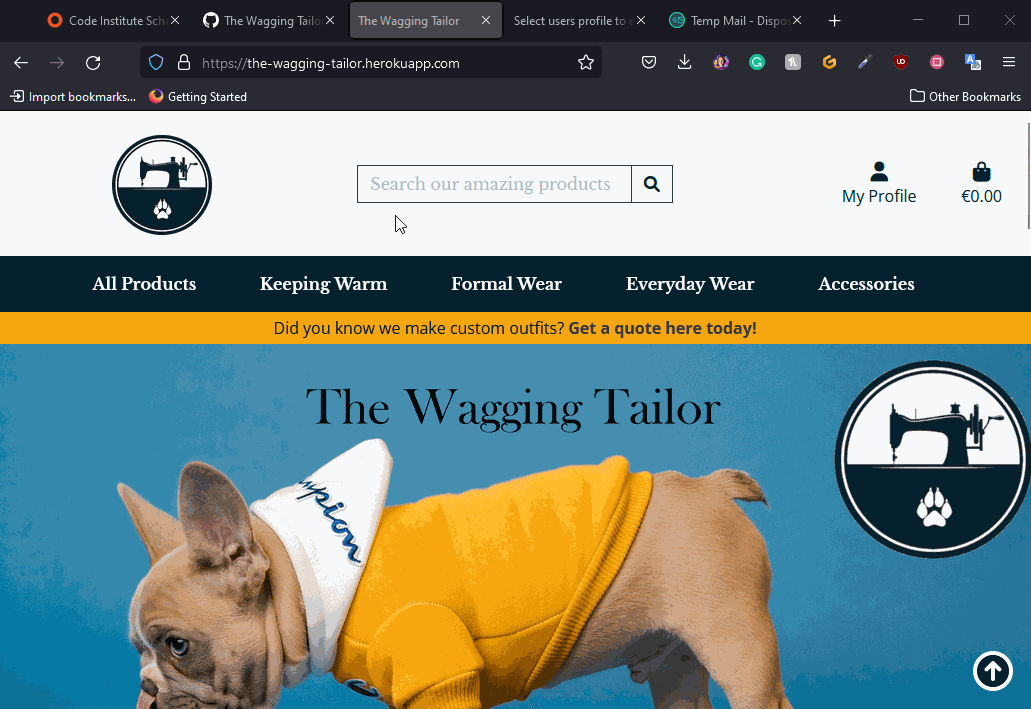 Code Institute Sch
The Wagging Tailo
The Wagging Tailor
Select users profile to
Temp Mail - Dispo
https://the-wagging-tailor.herokuapp.com
Import bookmarks...
Getting Started
Other Bookmarks
Search our amazing products
My Profile
€0.00
All Products
Keeping Warm
Formal Wear
Everyday Wear
Accessories
Did you know we make custom outfits? Get a quote here today!
The Wagging Tailor
mpion